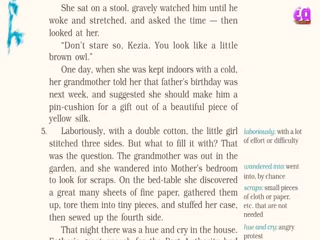 She sat on a stool, gravely watched him until he
woke and stretched, and asked the time — then
looked at her.
“Don’t stare so, Kezia. You look like a little
brown owl.”
One day, when she was kept indoors with a cold,
her grandmother told her that father’s birthday
was next week, and suggested she should make him
a pin-cushion for a gift out of a beautiful piece of
yellow silk.
5. Laboriously, with a double cotton, the little girl
stitched three sides. But what to fill it with? That
was the question. The grandmother was out in the
garden, and she wandered into Mother’s bedroom
to look for scraps. On the bed-table she discovered
a great many sheets of fine paper, gathered them
up, tore them into tiny pieces, and stuffed her case,
then sewed up the fourth side.
That night there was a hue and cry in the house.
laboriously: with a lot
of effort or difficulty
wandered into: went
into, by chance
scraps: small pieces
of cloth or paper,
etc. that are not
needed
hue and cry: angry
protest